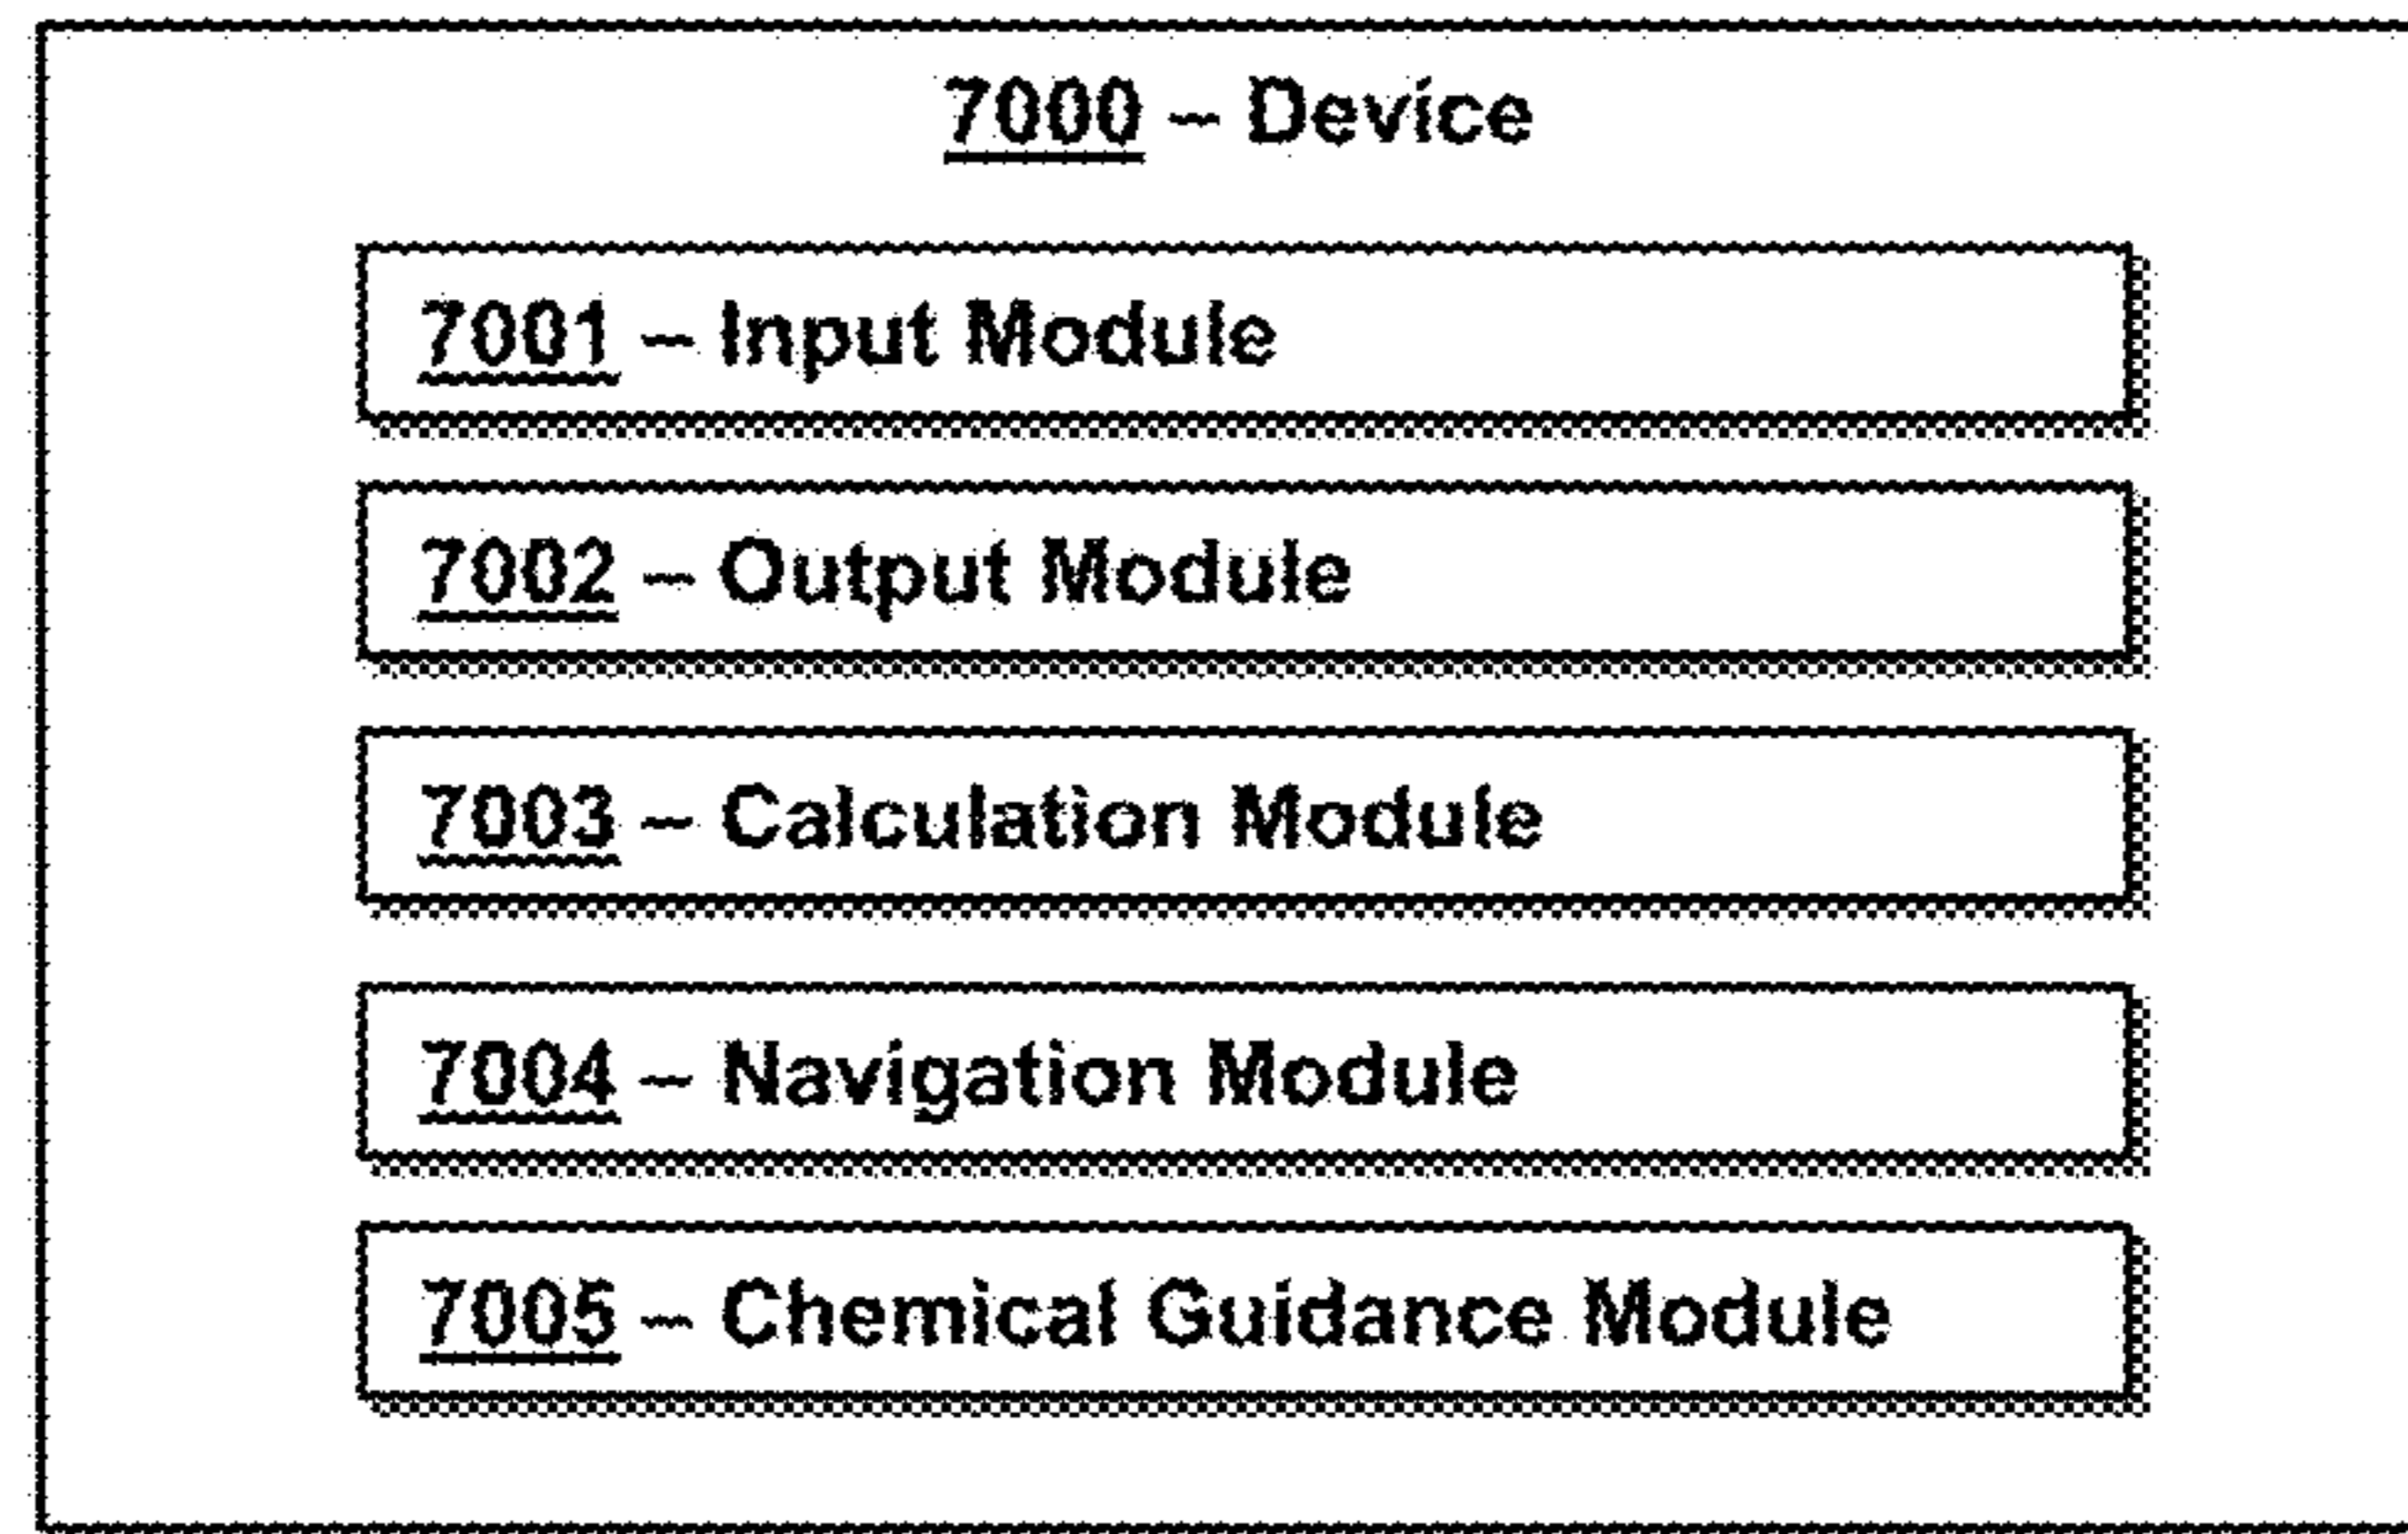 7000 – Device
7001 – Input Module
7002 – Output Module
7003 – Calculation Module
7004 – Navigation Module
7005 – Chemical Guidance Module